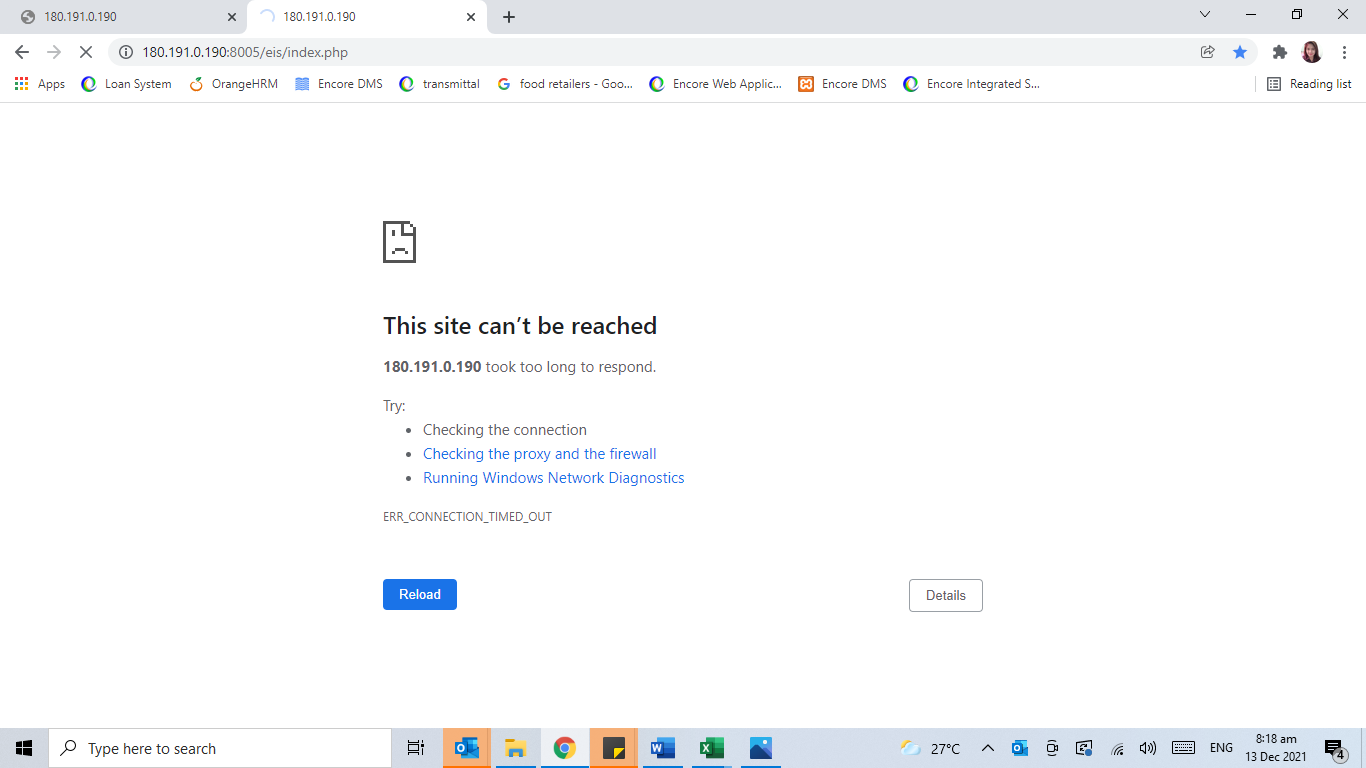 180.191.0.190
180.191.0.190
180.191.0.190:8005/eis/index.php
Apps Loan System OrangeHRM Encore DMS transmittal food retailers - Goo... Encore Web Applic... Encore DMS Encore Integrated S... Reading list
This site can't be reached
180.191.0.190 took too long to respond.
Try:
• Checking the connection
• Checking the proxy and the firewall
• Running Windows Network Diagnostics
ERR_CONNECTION_TIMED_OUT
Reload Details
Type here to search
27°C
ENG
8:18 am
13 Dec 2021
4